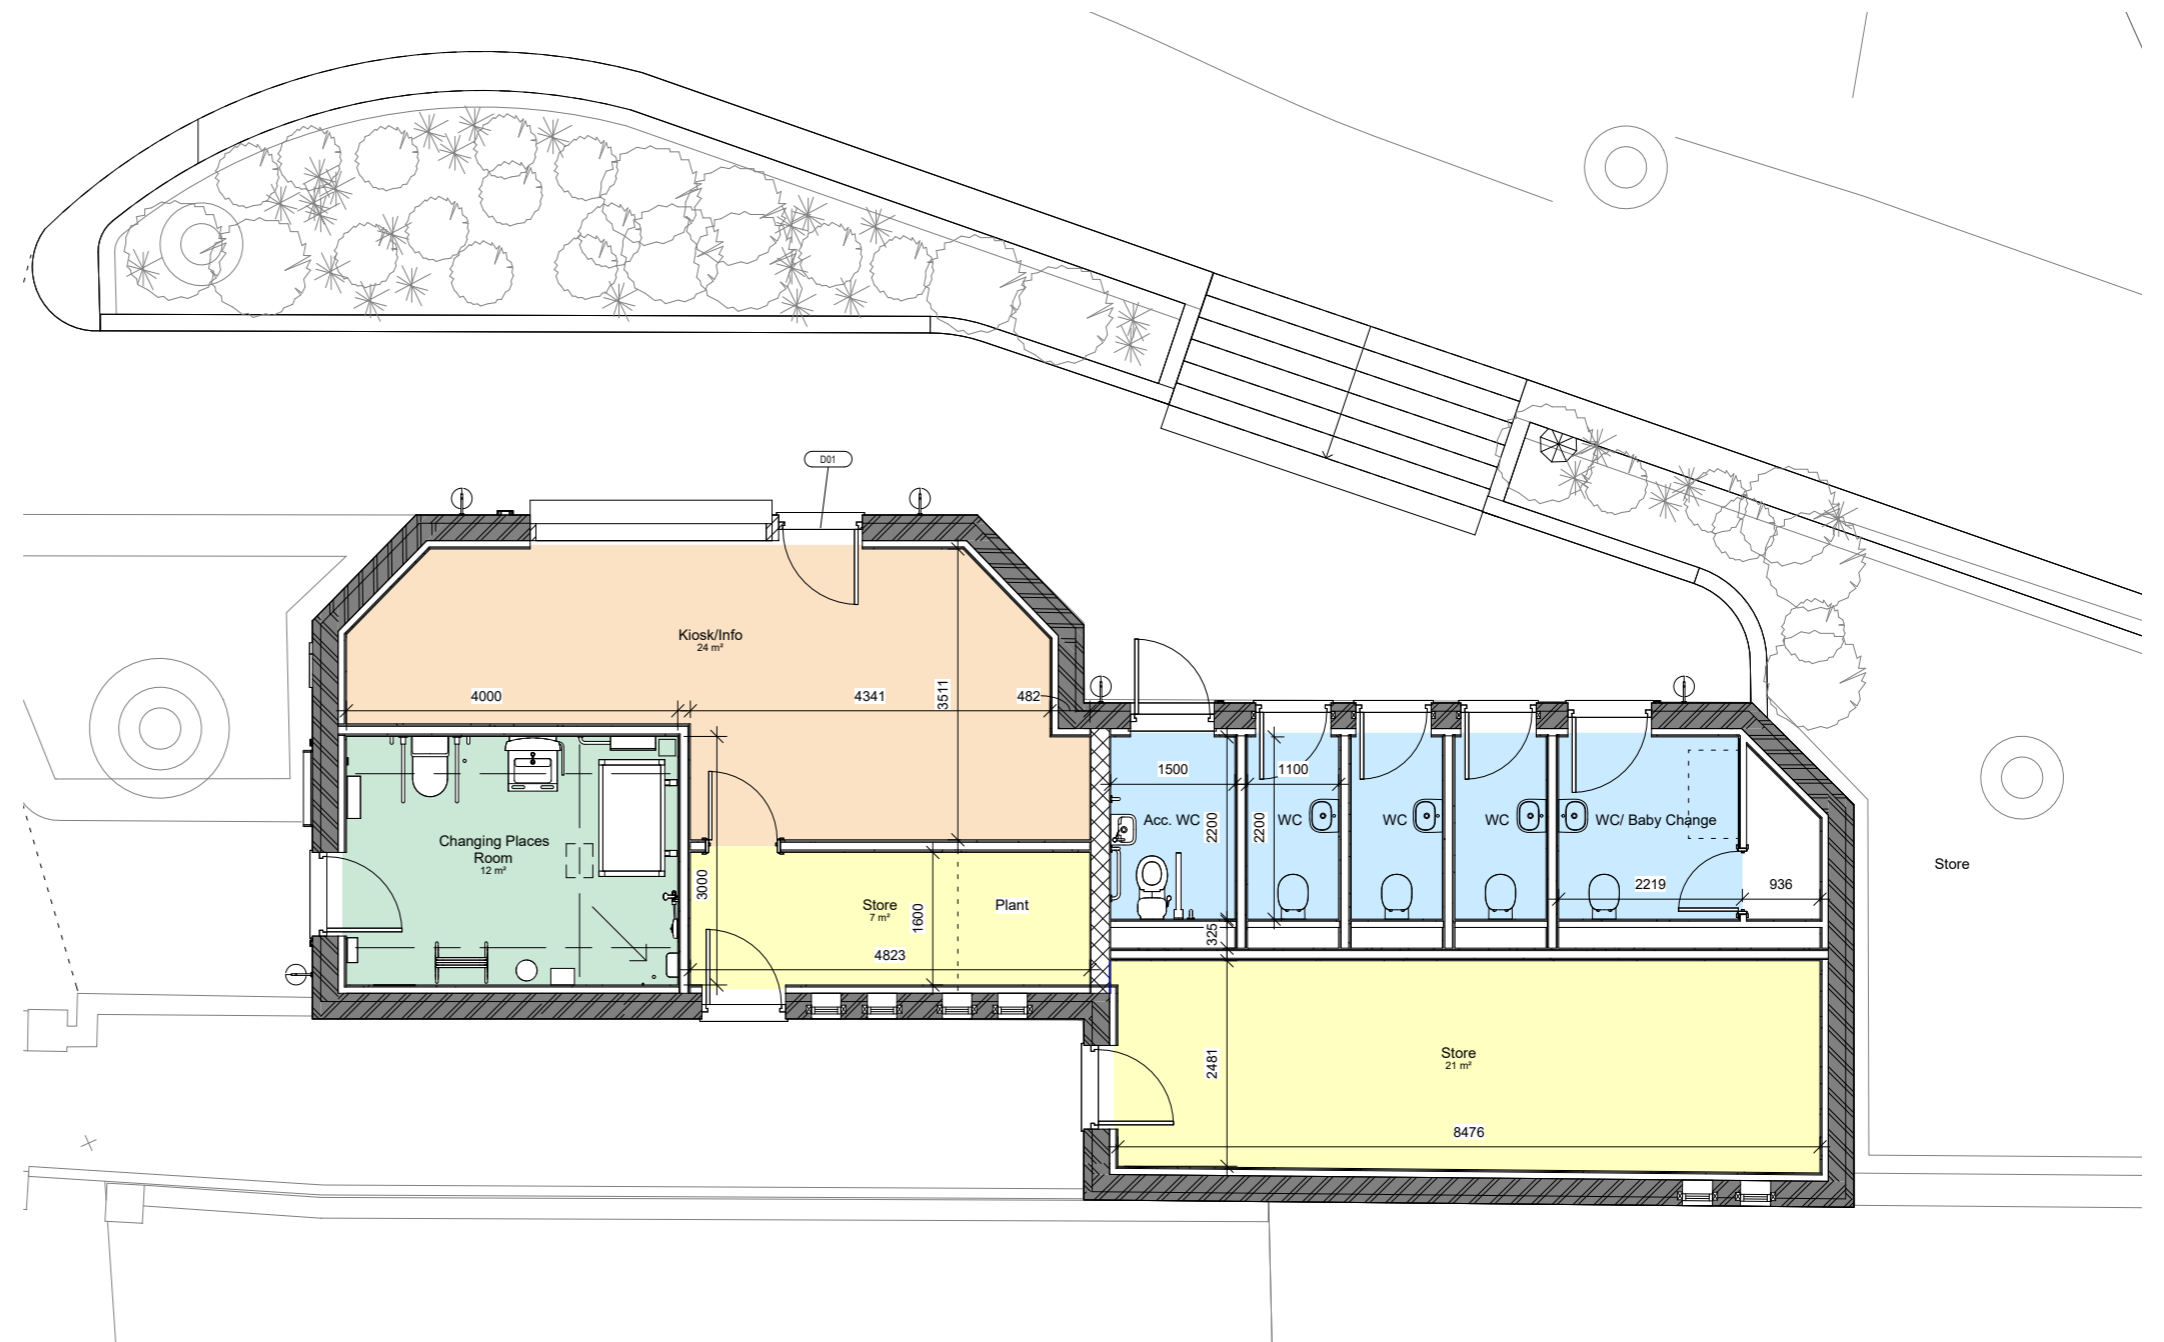 D01
Kiosk/Info
24 m²
4000
4341
3511
482
1500
1100
Changing Places
Room
12 m²
Acc. WC
2200
2200
WC
WC
WC
WC/ Baby Change
Store
3000
Store
7 m²
1600
Plant
2219
936
325
4823
Store
21 m²
2481
8476